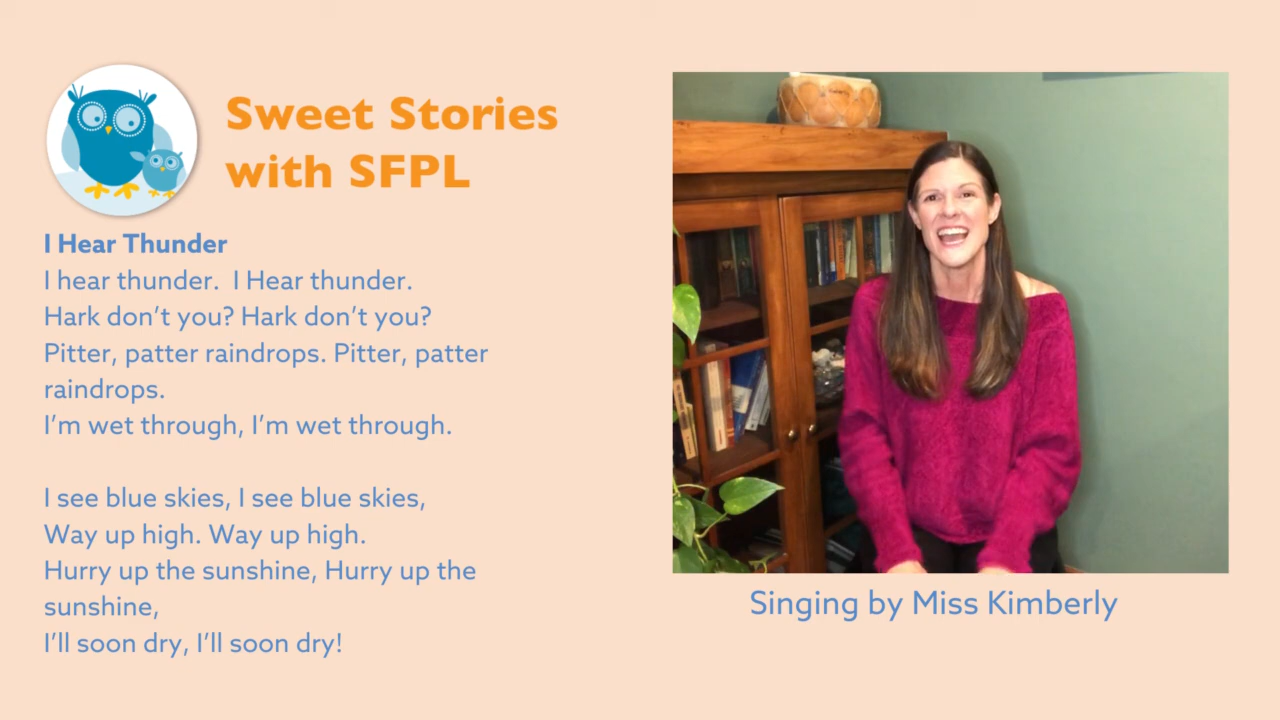 Sweet Stories
with SFPL
I Hear Thunder
I hear thunder.  I Hear thunder.
Hark don’t you? Hark don’t you?
Pitter, patter raindrops. Pitter, patter
raindrops.
I’m wet through, I’m wet through.
I see blue skies, I see blue skies,
Way up high. Way up high.
Hurry up the sunshine, Hurry up the
sunshine,
I’ll soon dry, I’ll soon dry!
Singing by Miss Kimberly